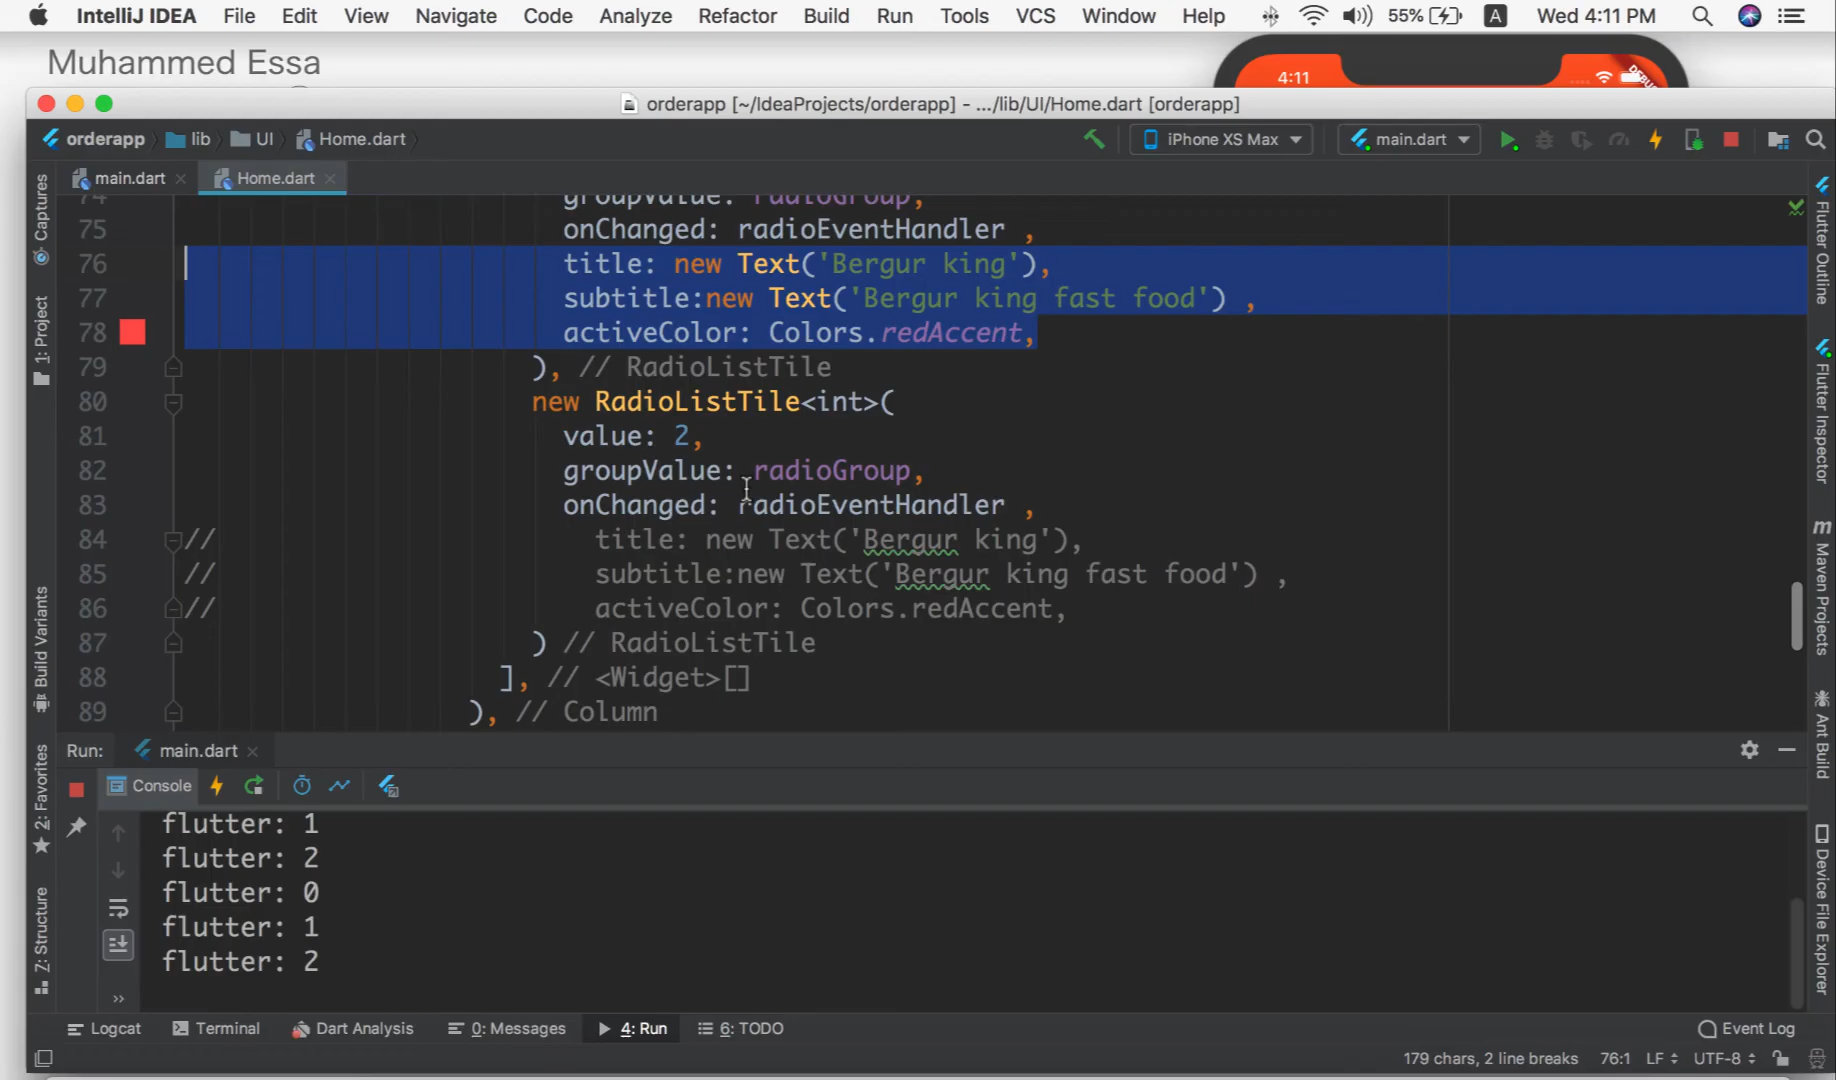 IntelliJ IDEA File Edit View Navigate Code Analyze Refactor Build Run Tools VCS Window Help 55% A Wed 4:11 PM
Muhammed Essa
4:11
DEBUG
orderapp [~/IdeaProjects/orderapp] - .../lib/UI/Home.dart [orderapp]
orderapp lib UI Home.dart iPhone XS Max main.dart
main.dart Home.dart
74 groupValue: radioGroup,
75 onChanged: radioEventHandler ,
76 title: new Text('Bergur king'),
77 subtitle:new Text('Bergur king fast food') ,
78 activeColor: Colors.redAccent,
79 ), // RadioListTile
80 new RadioListTile<int>(
81 value: 2,
82 groupValue: radioGroup,
83 onChanged: radioEventHandler ,
84 // title: new Text('Bergur king'),
85 // subtitle:new Text('Bergur king fast food') ,
86 // activeColor: Colors.redAccent,
87 ) // RadioListTile
88 ], // <Widget>[]
89 ), // Column
Captures
1: Project
Build Variants
2: Favorites
Z: Structure
Flutter Outline
Flutter Inspector
m Maven Projects
Ant Build
Device File Explorer
Run: main.dart
Console
flutter: 1
flutter: 2
flutter: 0
flutter: 1
flutter: 2
Logcat Terminal Dart Analysis 0: Messages 4: Run 6: TODO Event Log
179 chars, 2 line breaks 76:1 LF UTF-8